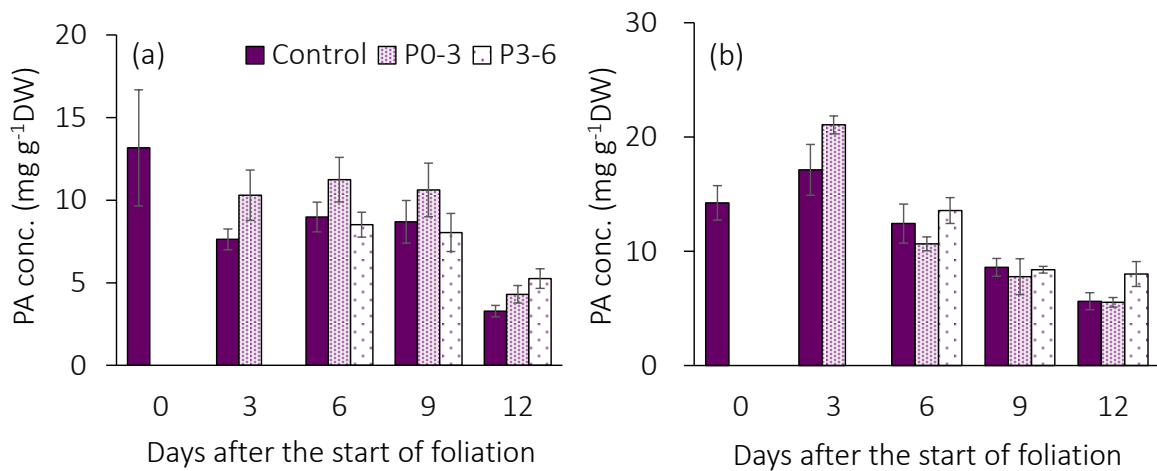 (a)
Control P0-3 P3-6
PA conc. (mg g⁻¹DW)
20
15
10
5
0
0 3 6 9 12
Days after the start of foliation
(b)
PA conc. (mg g⁻¹DW)
30
20
10
0
0 3 6 9 12
Days after the start of foliation